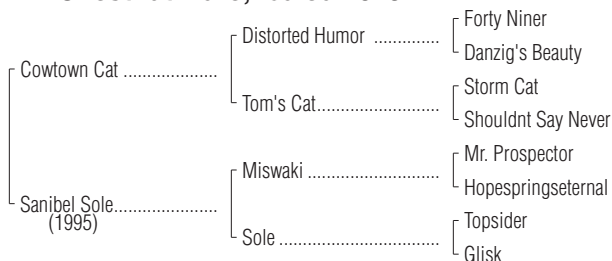 Forty Niner
Distorted Humor ................
Danzig's Beauty
Cowtown Cat ......................
Storm Cat
Tom's Cat.............................
Shouldnt Say Never
Mr. Prospector
Miswaki ...............................
Hopespringseternal
Sanibel Sole........................
(1995)
Topsider
Sole ......................................
Glisk